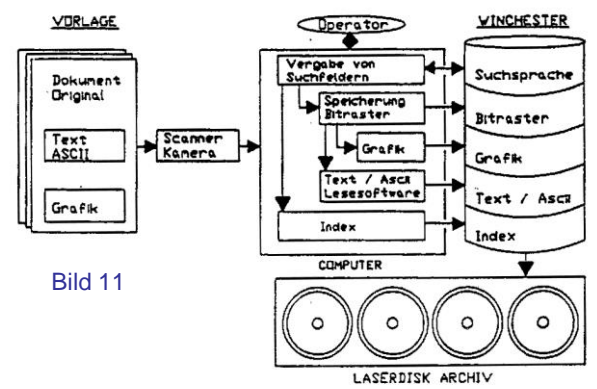 VORLAGE
Dokument
Original
Text
ASCII
Grafik
Bild 11
Scanner
Kamera
Operator
Vergabe von
Suchfeldern
Speicherung
Bitraster
Grafik
Text / Ascii
Lesesoftware
Index
COMPUTER
WINCHESTER
Suchsprache
Bitraster
Grafik
Text / Ascii
Index
LASERDISK ARCHIV